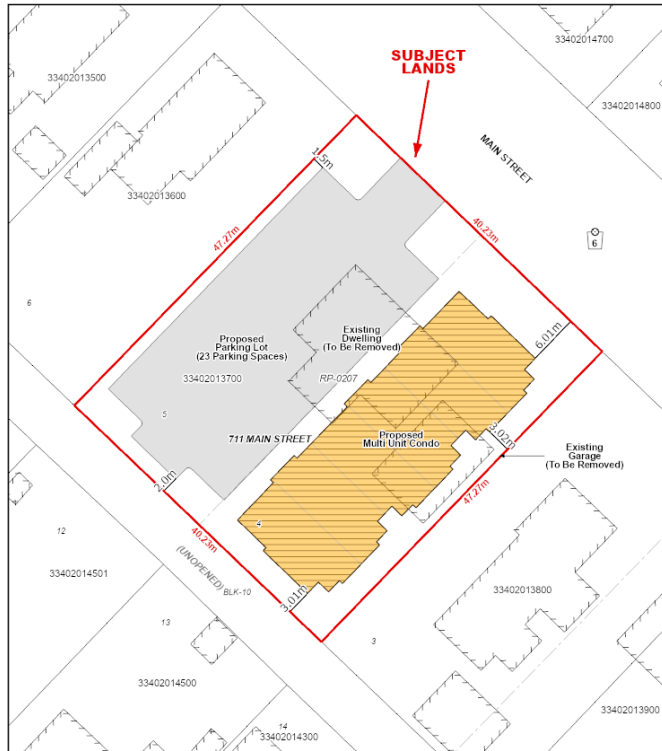 33402014700
SUBJECT
LANDS
33402013500
33402014800
MAIN STREET
1.5m
33402013600
47.27m
40.23m
6
6
Existing
Dwelling
(To Be Removed)
Proposed
Parking Lot
(23 Parking Spaces)
6.01m
33402013700
RP-0207
5
711 MAIN STREET
Proposed
Multi Unit Condo
3.02m
Existing
Garage
(To Be Removed)
2.0m
47.27m
4
40.23m
12
(UNOPENED)
33402014501
BLK-10
3.01m
33402013800
13
3
33402014500
33402013900
14
33402014300